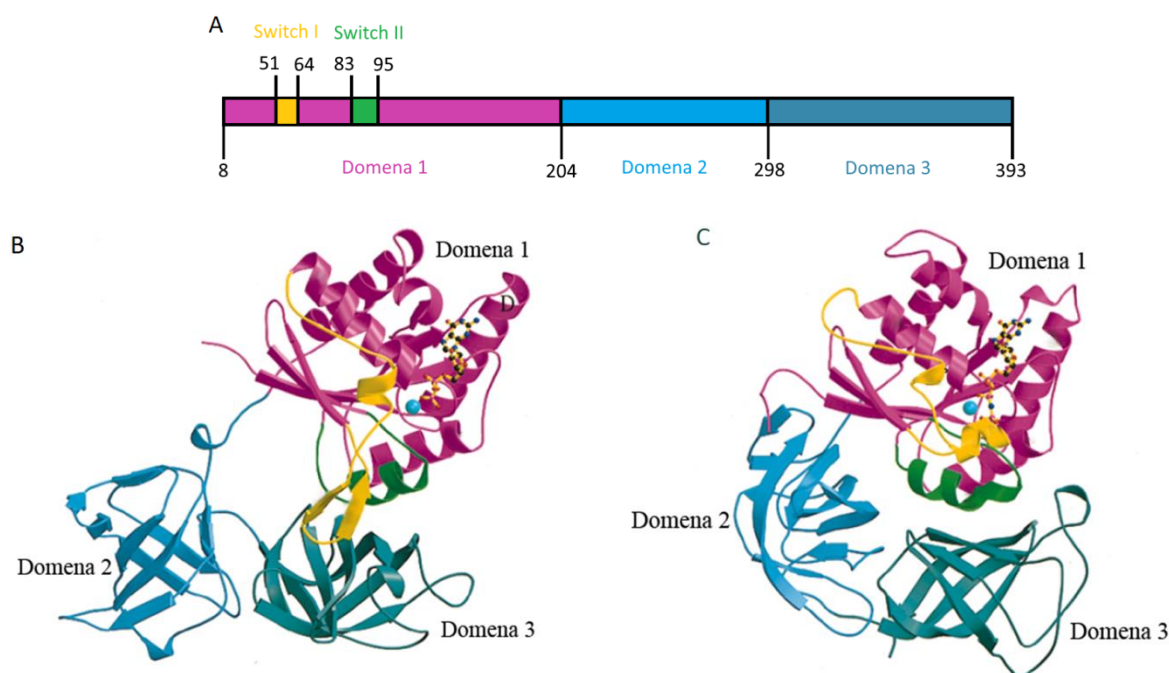 A
Switch I Switch II
51 64 83 95
8 Domena 1 204 Domena 2 298 Domena 3 393
B
Domena 1
D
Domena 2
Domena 3
C
Domena 1
Domena 2
Domena 3